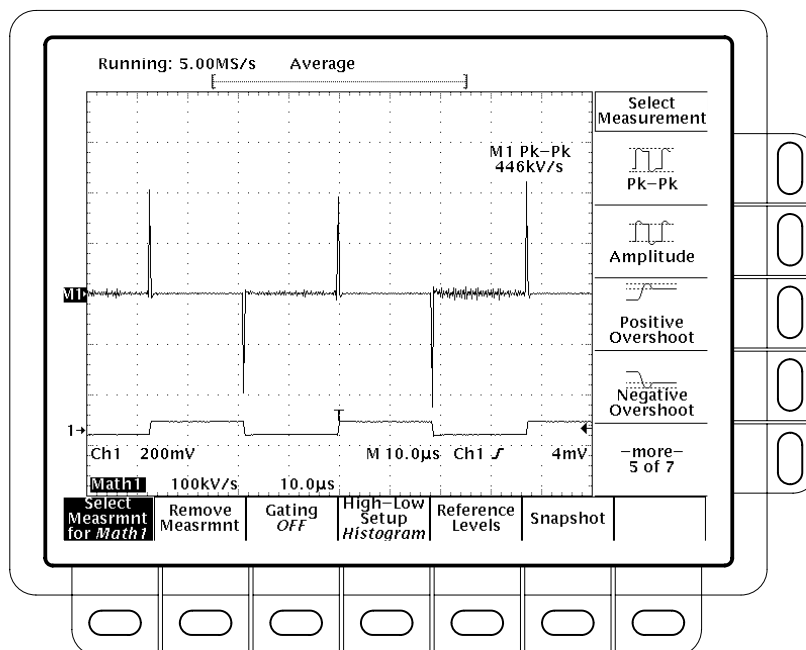 Running: 5.00MS/s Average
Select
Measurement
M1 Pk-Pk
446kV/s
Pk-Pk
Amplitude
M1
Positive
Overshoot
Negative
Overshoot
T
1
Ch1 200mV M 10.0µs Ch1 4mV
-more-
5 of 7
Math1 100kV/s 10.0µs
Select
Measrmnt
for Math1
Remove
Measrmnt
Gating
OFF
High-Low
Setup
Histogram
Reference
Levels
Snapshot